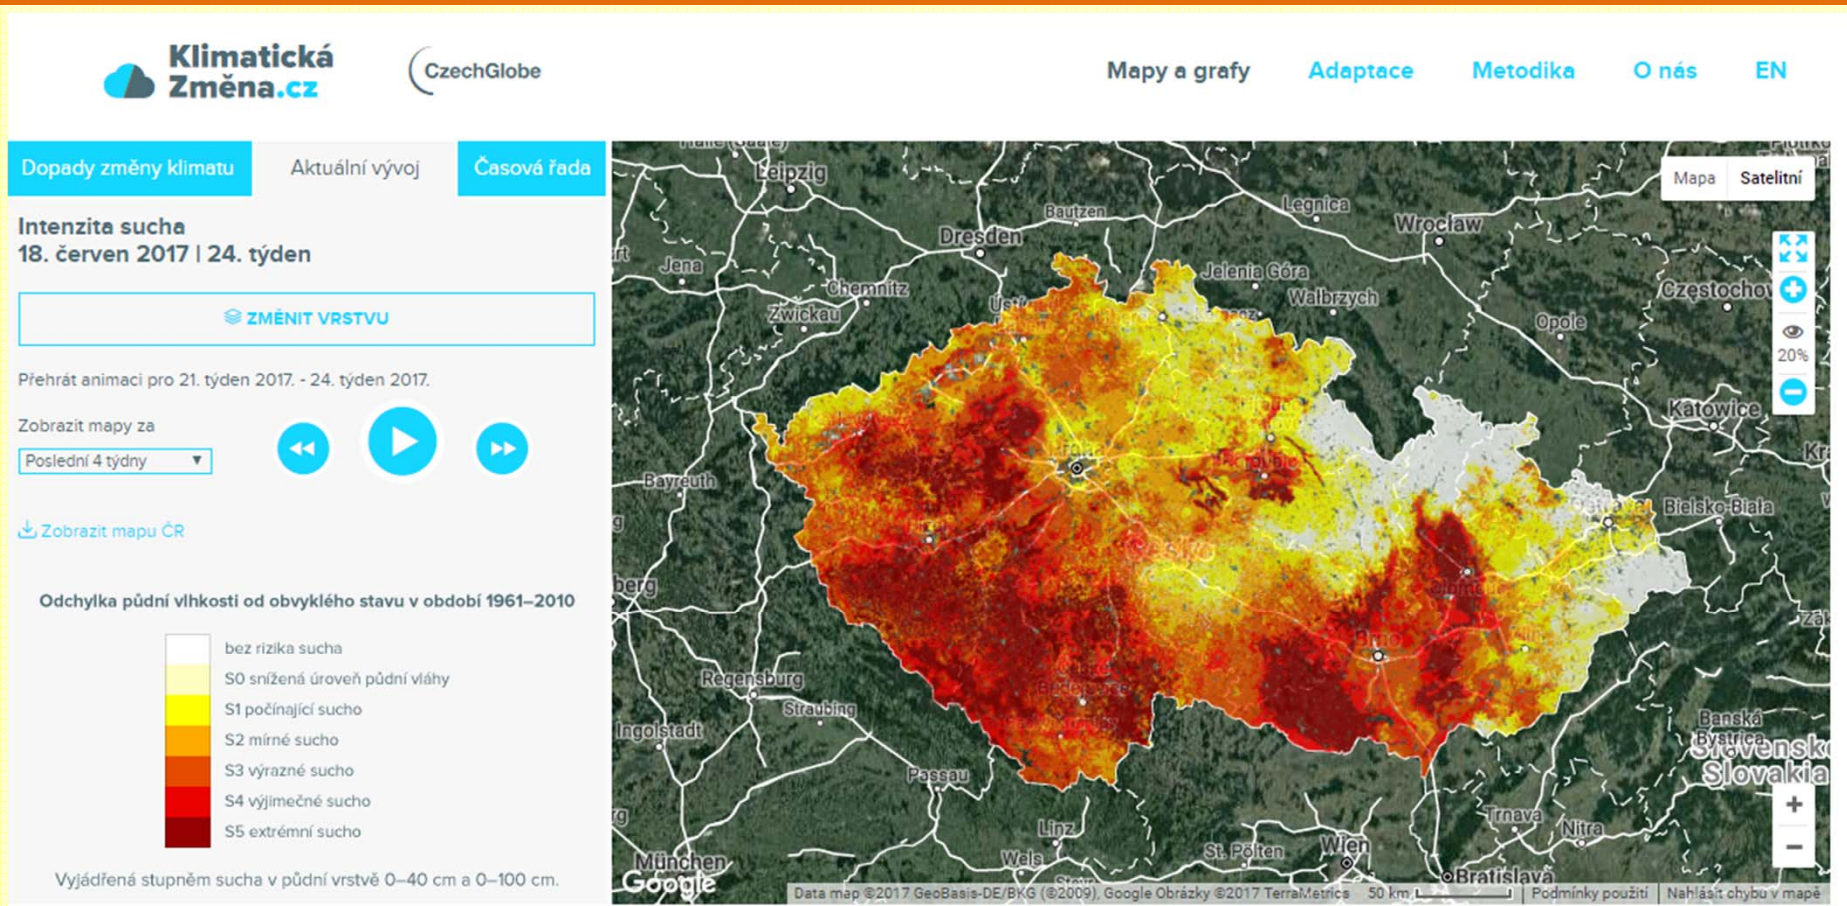 Klimatická
Změna.cz
CzechGlobe
Mapy a grafy
Adaptace
Metodika
O nás
EN
Dopady změny klimatu
Aktuální vývoj
Časová řada
Intenzita sucha
18. červen 2017 | 24. týden
ZMĚNIT VRSTVU
Přehrát animaci pro 21. týden 2017. - 24. týden 2017.
Zobrazit mapy za
Poslední 4 týdny
Zobrazit mapu ČR
Odchylka půdní vlhkosti od obvyklého stavu v období 1961–2010
bez rizika sucha
S0 snížená úroveň půdní vláhy
S1 počínající sucho
S2 mírné sucho
S3 výrazné sucho
S4 výjimečné sucho
S5 extrémní sucho
Vyjádřená stupněm sucha v půdní vrstvě 0–40 cm a 0–100 cm.
Mapa
Satelitní
20%
Leipzig
Bautzen
Legnica
Wrocław
Dresden
Jena
Jelenia Góra
Chemnitz
Wałbrzych
Zwickau
Opole
Katowice
Bayreuth
Bielsko-Biała
Olomouc
Brno
Regensburg
Straubing
Ingolstadt
Banská
Bystrica
Slovakia
Passau
Linz
Trnava
Nitra
Wels
St. Pölten
Wien
München
Bratislava
Google
Data map ©2017 GeoBasis-DE/BKG (©2009), Google Obrázky ©2017 TerraMetrics
50 km
Podmínky použití
Nahlásit chybu v mapě